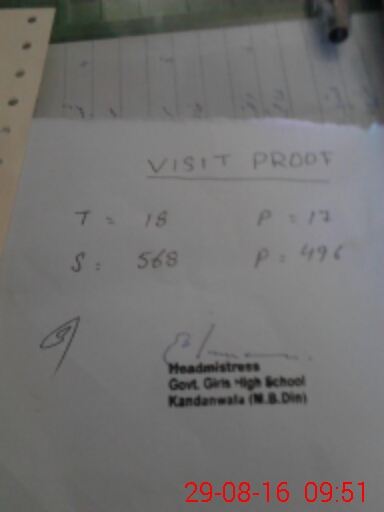 VISIT PROOF
T = 18 P = 17
S = 568 P = 496
Headmistress
Govt. Girls High School
Kandanwala (M.B.Din)
29-08-16 09:51